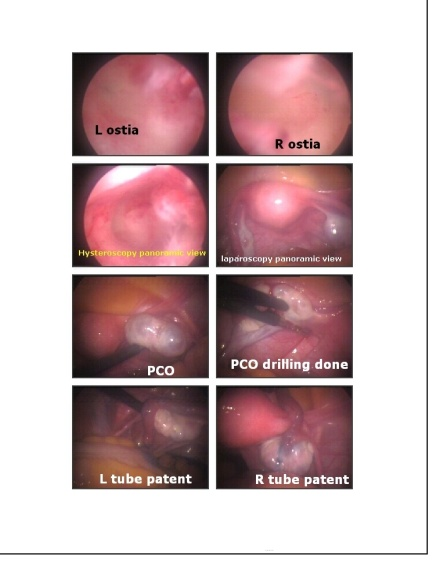 L ostia
R ostia
Hysteroscopy panoramic view
laparoscopy panoramic view
PCO
PCO drilling done
L tube patent
R tube patent